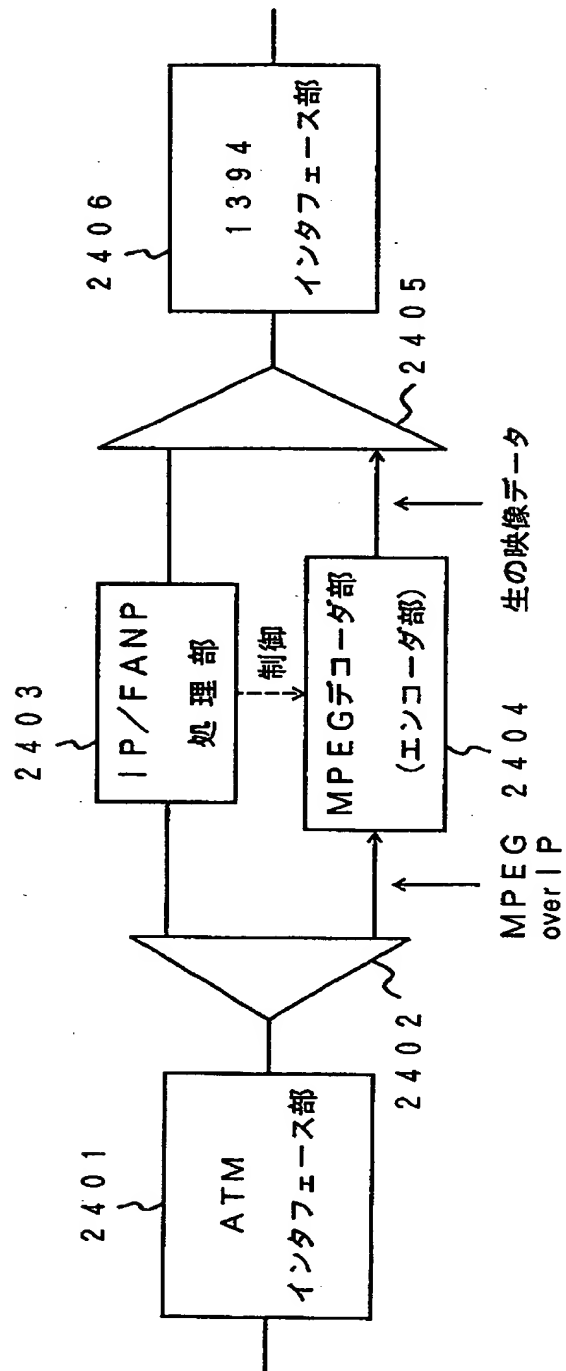 2401
ATM
インタフェース部
2402
2403
IP/FANP
処理部
制御
MPEGデコーダ部
(エンコーダ部)
2404
MPEG
over IP
生の映像データ
2405
2406
1394
インタフェース部